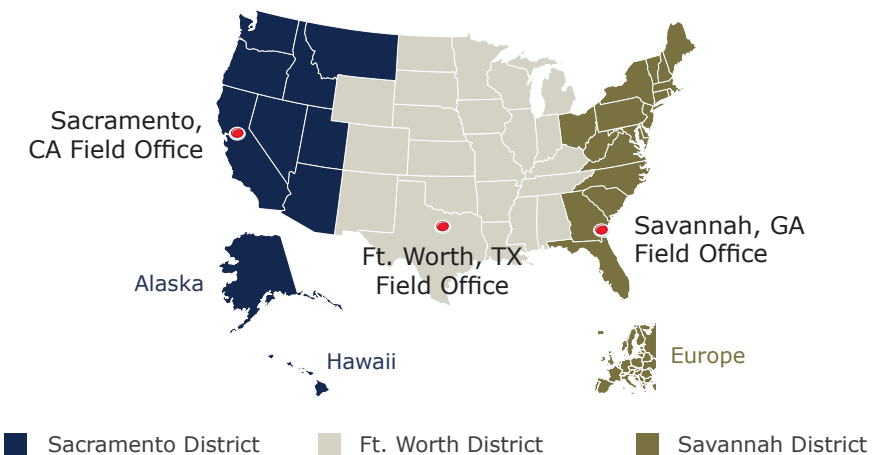 Sacramento,
CA Field Office
Savannah, GA
Field Office
Ft. Worth, TX
Field Office
Alaska
Hawaii
Europe
Sacramento District
Ft. Worth District
Savannah District